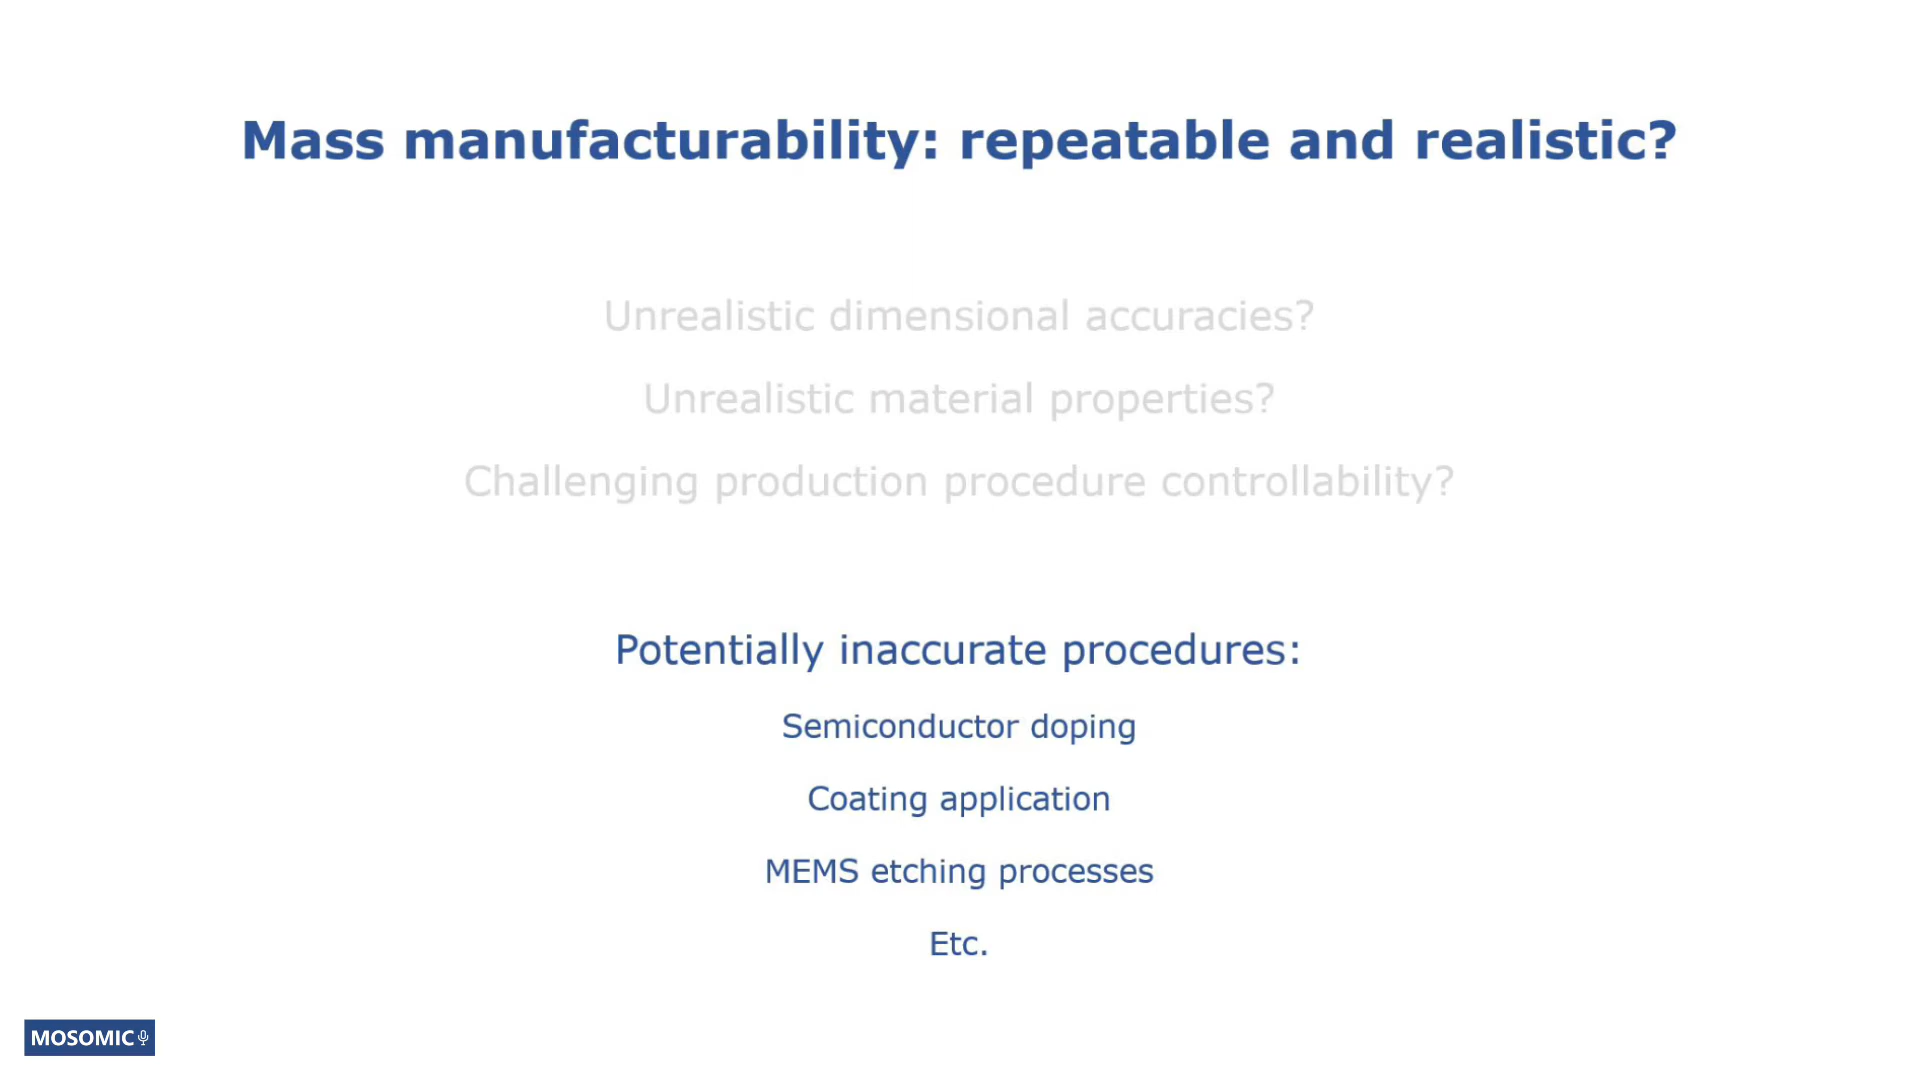 Mass manufacturability: repeatable and realistic?
Unrealistic dimensional accuracies?
Unrealistic material properties?
Challenging production procedure controllability?
Potentially inaccurate procedures:
Semiconductor doping
Coating application
MEMS etching processes
Etc.
MOSOMIC